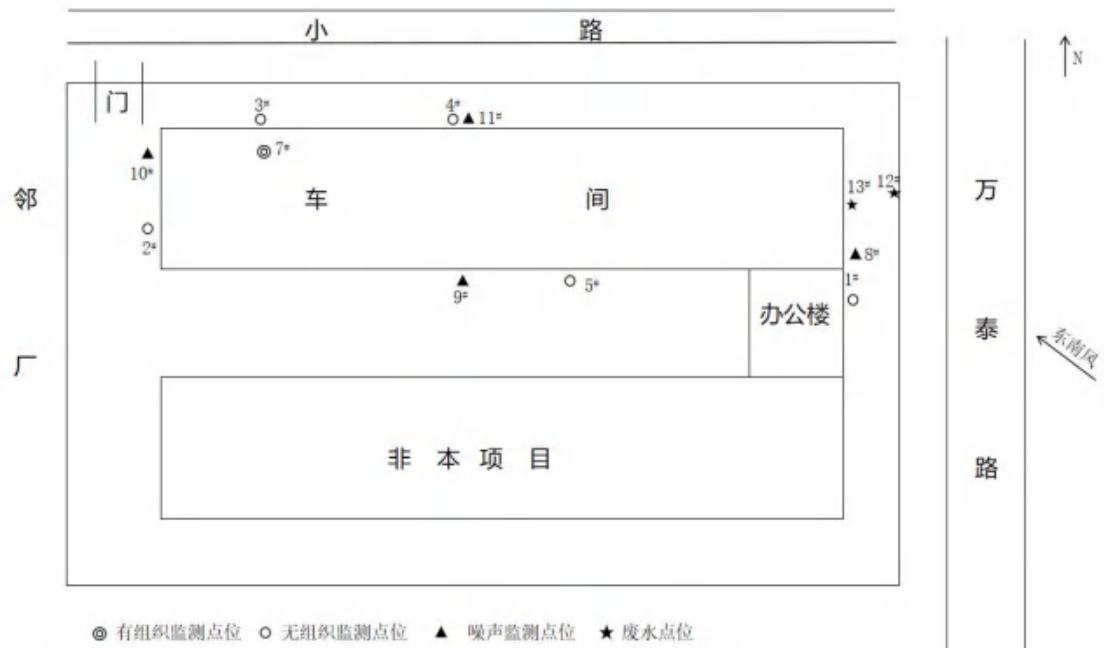 小 路
N
门
3#
4#
11#
7#
10#
邻
车 间
13#
12#
万
2#
8#
1#
9#
5#
办公楼
泰
东南风
厂
非 本 项 目
路
有组织监测点位 无组织监测点位 噪声监测点位 废水点位